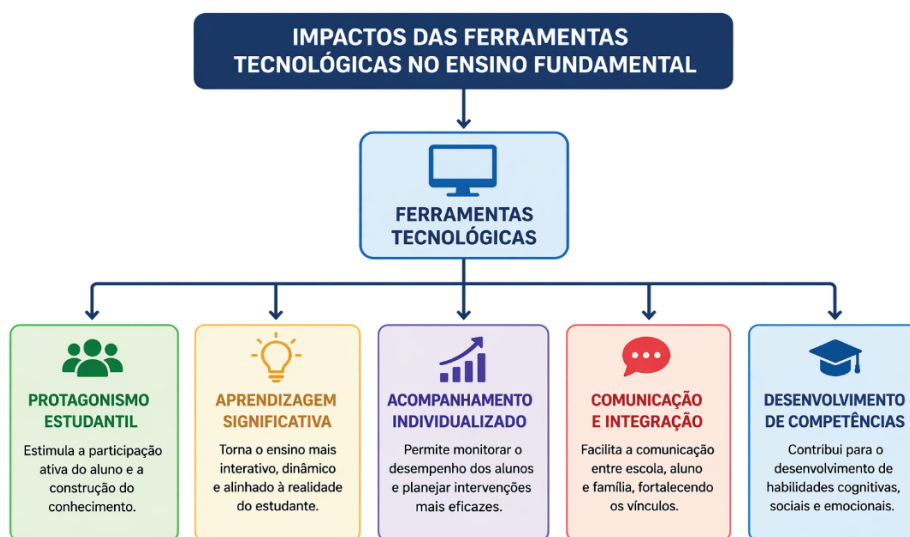 IMPACTOS DAS FERRAMENTAS
TECNOLÓGICAS NO ENSINO FUNDAMENTAL
FERRAMENTAS
TECNOLÓGICAS
PROTAGONISMO
ESTUDANTIL
Estimula a participação
ativa do aluno e a
construção do
conhecimento.
APRENDIZAGEM
SIGNIFICATIVA
Torna o ensino mais
interativo, dinâmico
e alinhado à realidade
do estudante.
ACOMPANHAMENTO
INDIVIDUALIZADO
Permite monitorar o
desempenho dos alunos
e planejar intervenções
mais eficazes.
COMUNICAÇÃO
E INTEGRAÇÃO
Facilita a comunicação
entre escola, aluno
e família, fortalecendo
os vínculos.
DESENVOLVIMENTO
DE COMPETÊNCIAS
Contribui para o
desenvolvimento de
habilidades cognitivas,
sociais e emocionais.